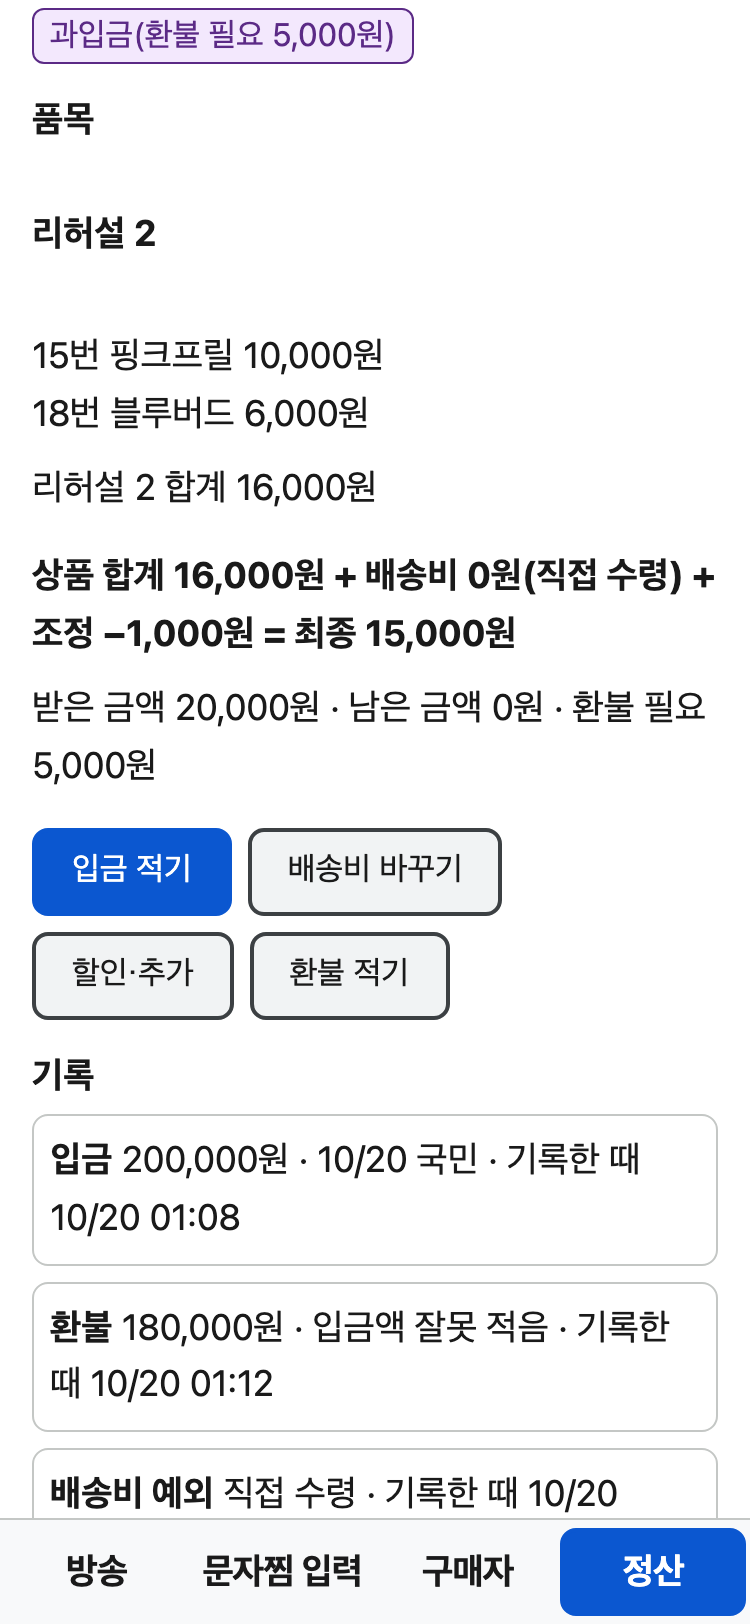 과입금(환불 필요 5,000원)
품목
리허설 2
15번 핑크프릴 10,000원
18번 블루버드 6,000원
리허설 2 합계 16,000원
상품 합계 16,000원 + 배송비 0원(직접 수령) +
조정 −1,000원 = 최종 15,000원
받은 금액 20,000원 · 남은 금액 0원 · 환불 필요
5,000원
입금 적기
배송비 바꾸기
할인·추가
환불 적기
기록
입금 200,000원 · 10/20 국민 · 기록한 때
10/20 01:08
환불 180,000원 · 입금액 잘못 적음 · 기록한
때 10/20 01:12
배송비 예외 직접 수령 · 기록한 때 10/20
방송
문자찜 입력
구매자
정산